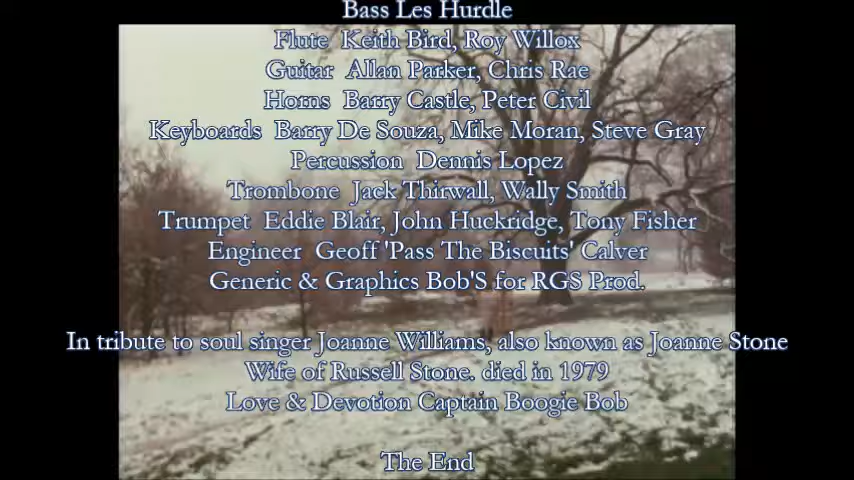 Bass Les Hurdle
Flute Keith Bird, Roy Willox
Guitar Allan Parker, Chris Rae
Horns Barry Castle, Peter Civil
Keyboards Barry De Souza, Mike Moran, Steve Gray
Percussion Dennis Lopez
Trombone Jack Thirwall, Wally Smith
Trumpet Eddie Blair, John Huckridge, Tony Fisher
Engineer Geoff 'Pass The Biscuits' Calver
Generic & Graphics Bob'S for RGS Prod.
In tribute to soul singer Joanne Williams, also known as Joanne Stone
Wife of Russell Stone. died in 1979
Love & Devotion Captain Boogie Bob
The End